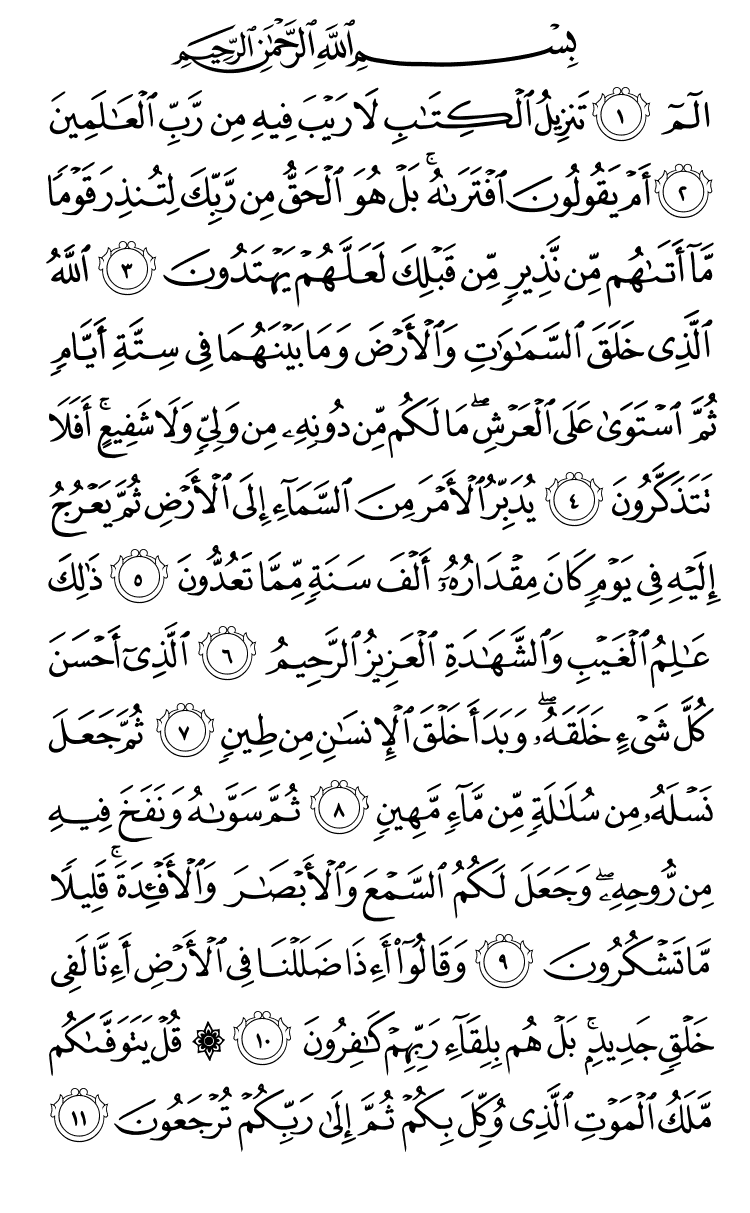 بِسْمِ ٱللَّهِ ٱلرَّحْمَٰنِ ٱلرَّحِيمِ
الٓمٓ ١ تَنزِيلُ ٱلْكِتَٰبِ لَا رَيْبَ فِيهِ مِن رَّبِّ ٱلْعَٰلَمِينَ
٢ أَمْ يَقُولُونَ ٱفْتَرَىٰهُ ۚ بَلْ هُوَ ٱلْحَقُّ مِن رَّبِّكَ لِتُنذِرَ قَوْمًا
مَّآ أَتَىٰهُم مِّن نَّذِيرٍ مِّن قَبْلِكَ لَعَلَّهُمْ يَهْتَدُونَ ٣ ٱللَّهُ
ٱلَّذِى خَلَقَ ٱلسَّمَٰوَٰتِ وَٱلْأَرْضَ وَمَا بَيْنَهُمَا فِى سِتَّةِ أَيَّامٍ
ثُمَّ ٱسْتَوَىٰ عَلَى ٱلْعَرْشِ ۖ مَا لَكُم مِّن دُونِهِۦ مِن وَلِىٍّ وَلَا شَفِيعٍ ۚ أَفَلَا
تَتَذَكَّرُونَ ٤ يُدَبِّرُ ٱلْأَمْرَ مِنَ ٱلسَّمَآءِ إِلَى ٱلْأَرْضِ ثُمَّ يَعْرُجُ
إِلَيْهِ فِى يَوْمٍ كَانَ مِقْدَارُهُۥٓ أَلْفَ سَنَةٍ مِّمَّا تَعُدُّونَ ٥ ذَٰلِكَ
عَٰلِمُ ٱلْغَيْبِ وَٱلشَّهَٰدَةِ ٱلْعَزِيزُ ٱلرَّحِيمُ ٦ ٱلَّذِىٓ أَحْسَنَ
كُلَّ شَىْءٍ خَلَقَهُۥ ۖ وَبَدَأَ خَلْقَ ٱلْإِنسَٰنِ مِن طِينٍ ٧ ثُمَّ جَعَلَ
نَسْلَهُۥ مِن سُلَٰلَةٍ مِّن مَّآءٍ مَّهِينٍ ٨ ثُمَّ سَوَّىٰهُ وَنَفَخَ فِيهِ
مِن رُّوحِهِۦ ۖ وَجَعَلَ لَكُمُ ٱلسَّمْعَ وَٱلْأَبْصَٰرَ وَٱلْأَفْـِٔدَةَ ۚ قَلِيلًا
مَّا تَشْكُرُونَ ٩ وَقَالُوٓا۟ أَءِذَا ضَلَلْنَا فِى ٱلْأَرْضِ أَءِنَّا لَفِى
خَلْقٍ جَدِيدٍۭ ۚ بَلْ هُم بِلِقَآءِ رَبِّهِمْ كَٰفِرُونَ ١٠ ۞ قُلْ يَتَوَفَّىٰكُم
مَّلَكُ ٱلْمَوْتِ ٱلَّذِى وُكِّلَ بِكُمْ ثُمَّ إِلَىٰ رَبِّكُمْ تُرْجَعُونَ ١١